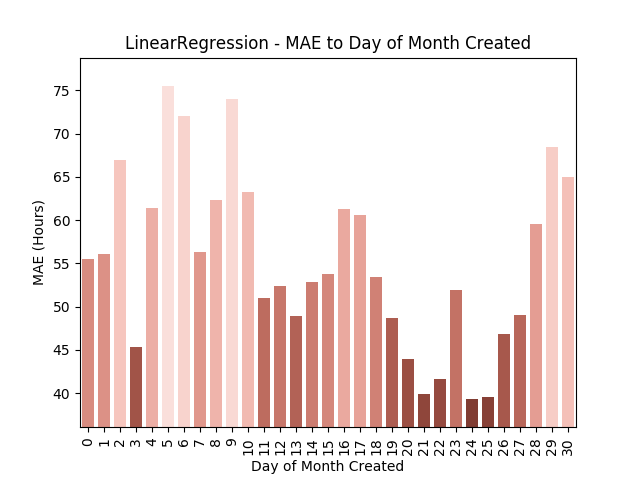 LinearRegression - MAE to Day of Month Created
MAE (Hours)
75
70
65
60
55
50
45
40
0 1 2 3 4 5 6 7 8 9 10 11 12 13 14 15 16 17 18 19 20 21 22 23 24 25 26 27 28 29 30
Day of Month Created